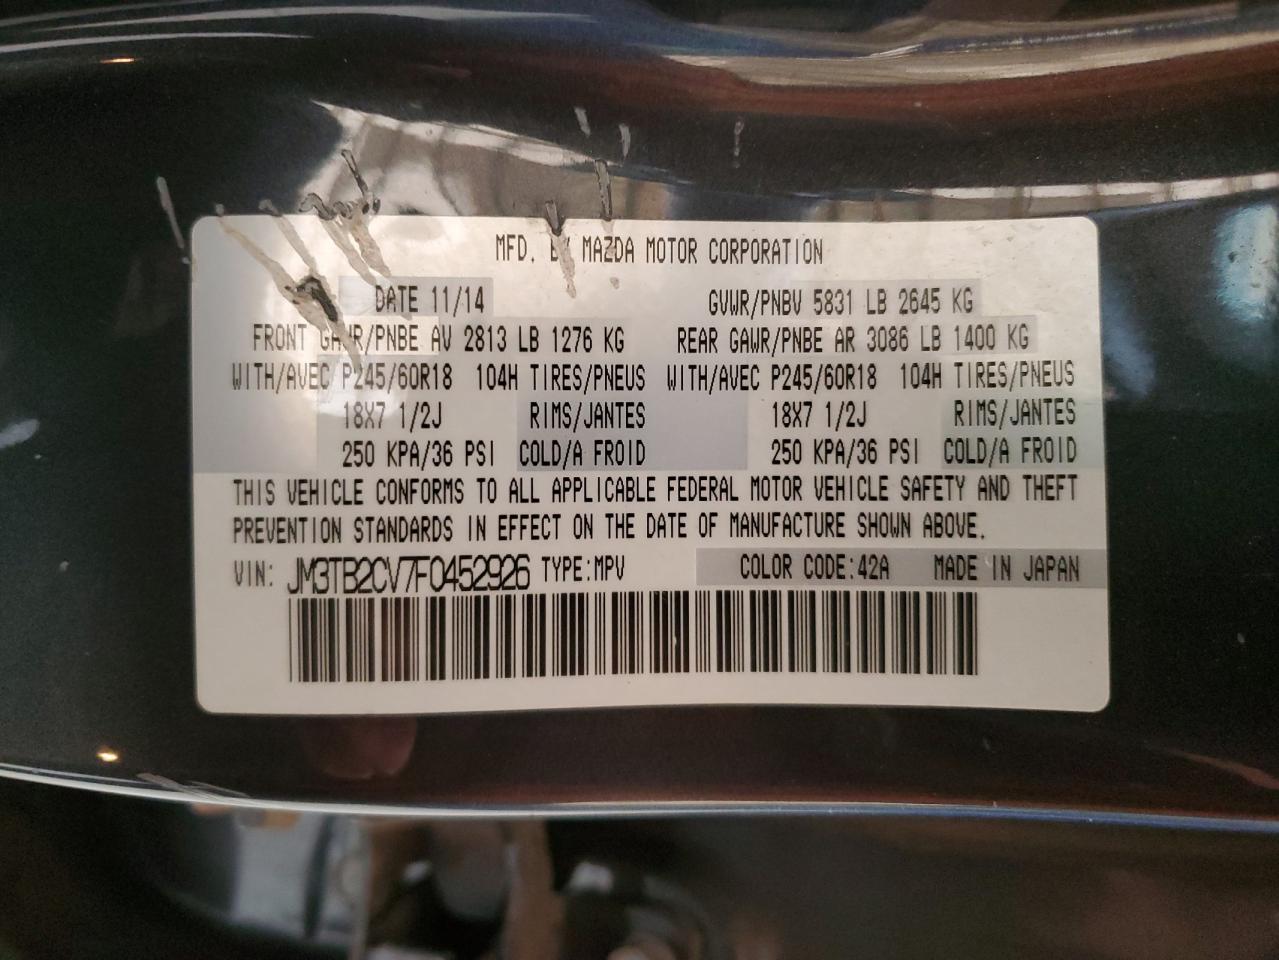 MFD. BY MAZDA MOTOR CORPORATION
DATE 11/14 GVWR/PNBV 5831 LB 2645 KG
FRONT GAWR/PNBE AV 2813 LB 1276 KG REAR GAWR/PNBE AR 3086 LB 1400 KG
WITH/AVEC P245/60R18 104H TIRES/PNEUS WITH/AVEC P245/60R18 104H TIRES/PNEUS
18X7 1/2J RIMS/JANTES 18X7 1/2J RIMS/JANTES
250 KPA/36 PSI COLD/A FROID 250 KPA/36 PSI COLD/A FROID
THIS VEHICLE CONFORMS TO ALL APPLICABLE FEDERAL MOTOR VEHICLE SAFETY AND THEFT
PREVENTION STANDARDS IN EFFECT ON THE DATE OF MANUFACTURE SHOWN ABOVE.
VIN: JM3TB2CV7F0452926 TYPE:MPV COLOR CODE:42A MADE IN JAPAN